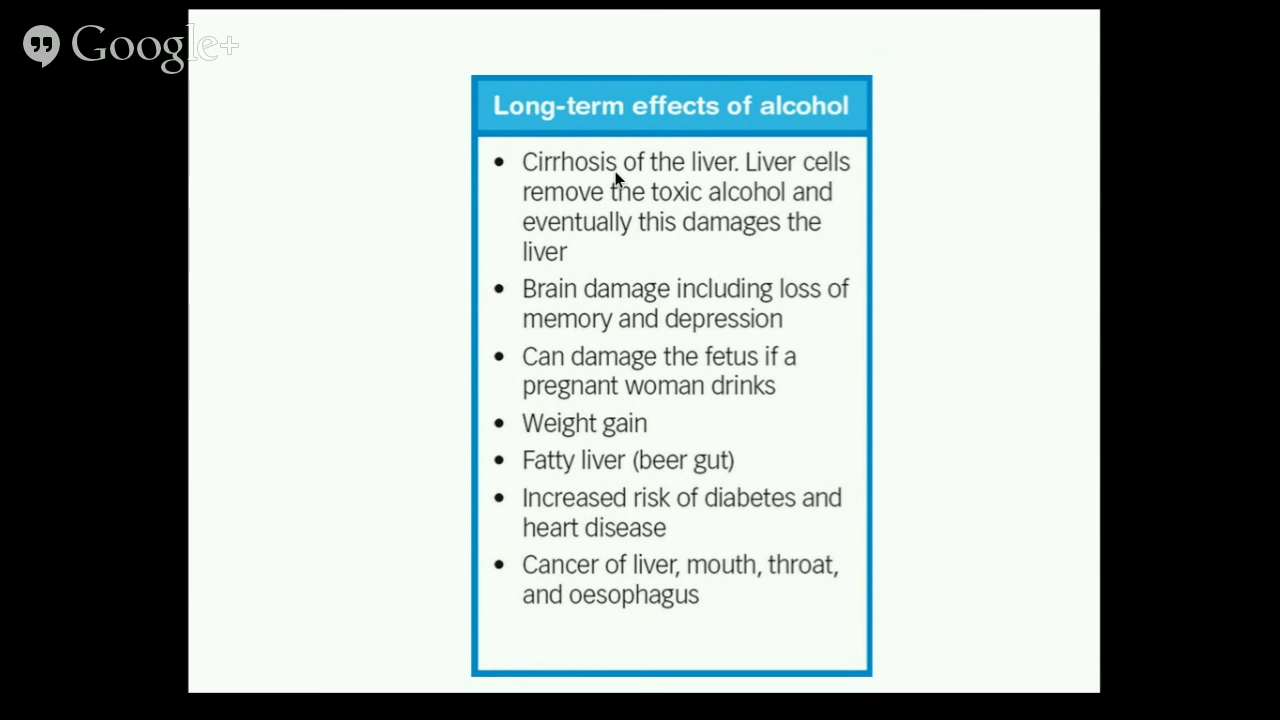 Google+
Long-term effects of alcohol
• Cirrhosis of the liver. Liver cells
remove the toxic alcohol and
eventually this damages the
liver
• Brain damage including loss of
memory and depression
• Can damage the fetus if a
pregnant woman drinks
• Weight gain
• Fatty liver (beer gut)
• Increased risk of diabetes and
heart disease
• Cancer of liver, mouth, throat,
and oesophagus